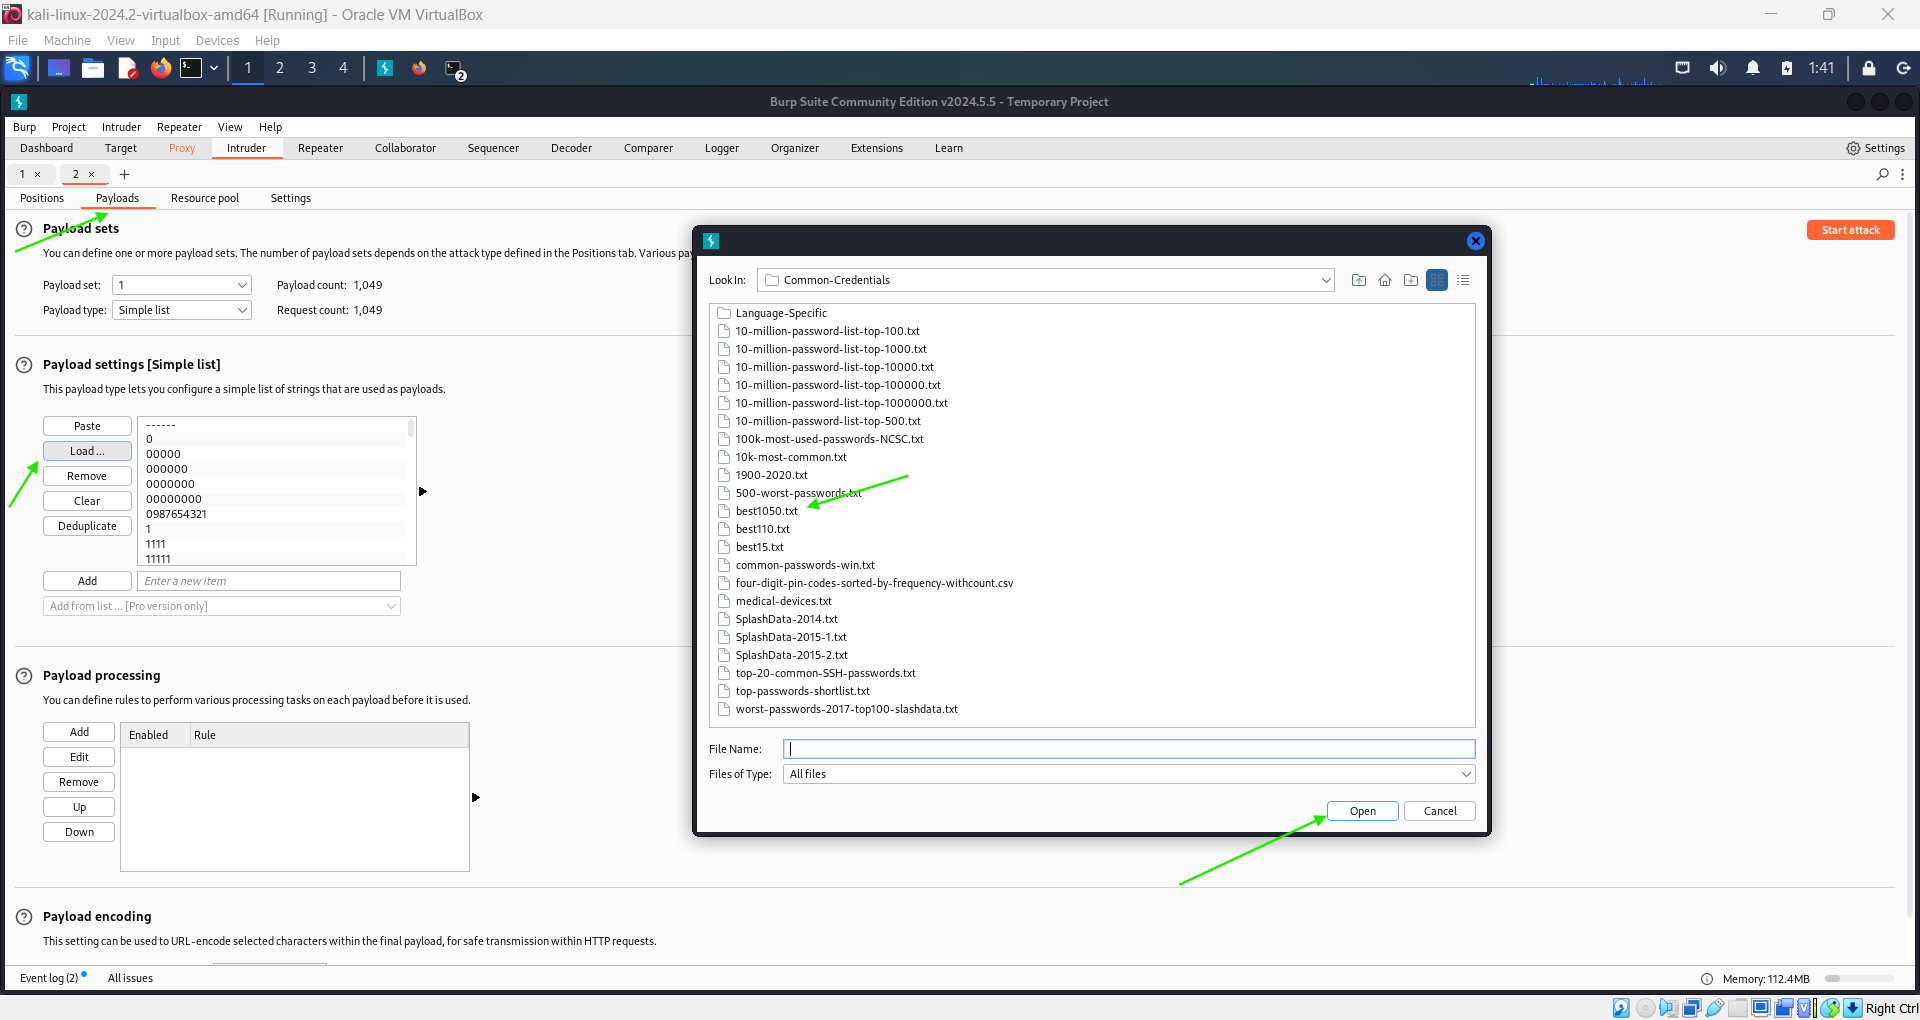 kali-linux-2024.2-virtualbox-amd64 [Running] - Oracle VM VirtualBox
File Machine View Input Devices Help
1 2 3 4 2 1:41
Burp Suite Community Edition v2024.5.5 - Temporary Project
Burp Project Intruder Repeater View Help
Dashboard Target Proxy Intruder Repeater Collaborator Sequencer Decoder Comparer Logger Organizer Extensions Learn Settings
1 × 2 × +
Positions Payloads Resource pool Settings
Payload sets
Start attack
You can define one or more payload sets. The number of payload sets depends on the attack type defined in the Positions tab. Various pay
Payload set: 1 Payload count: 1,049
Payload type: Simple list Request count: 1,049
Payload settings [Simple list]
This payload type lets you configure a simple list of strings that are used as payloads.
Paste
Load ...
Remove
Clear
Deduplicate
------
0
00000
000000
0000000
00000000
0987654321
1
1111
11111
Add Enter a new item
Add from list ... [Pro version only]
Payload processing
You can define rules to perform various processing tasks on each payload before it is used.
Add
Edit
Remove
Up
Down
Enabled Rule
Payload encoding
This setting can be used to URL-encode selected characters within the final payload, for safe transmission within HTTP requests.
Look In: Common-Credentials
Language-Specific
10-million-password-list-top-100.txt
10-million-password-list-top-1000.txt
10-million-password-list-top-10000.txt
10-million-password-list-top-100000.txt
10-million-password-list-top-1000000.txt
10-million-password-list-top-500.txt
100k-most-used-passwords-NCSC.txt
10k-most-common.txt
1900-2020.txt
500-worst-passwords.txt
best1050.txt
best110.txt
best15.txt
common-passwords-win.txt
four-digit-pin-codes-sorted-by-frequency-withcount.csv
medical-devices.txt
SplashData-2014.txt
SplashData-2015-1.txt
SplashData-2015-2.txt
top-20-common-SSH-passwords.txt
top-passwords-shortlist.txt
worst-passwords-2017-top100-slashdata.txt
File Name:
Files of Type: All files
Open Cancel
Event log (2) All issues Memory: 112.4MB
Right Ctrl